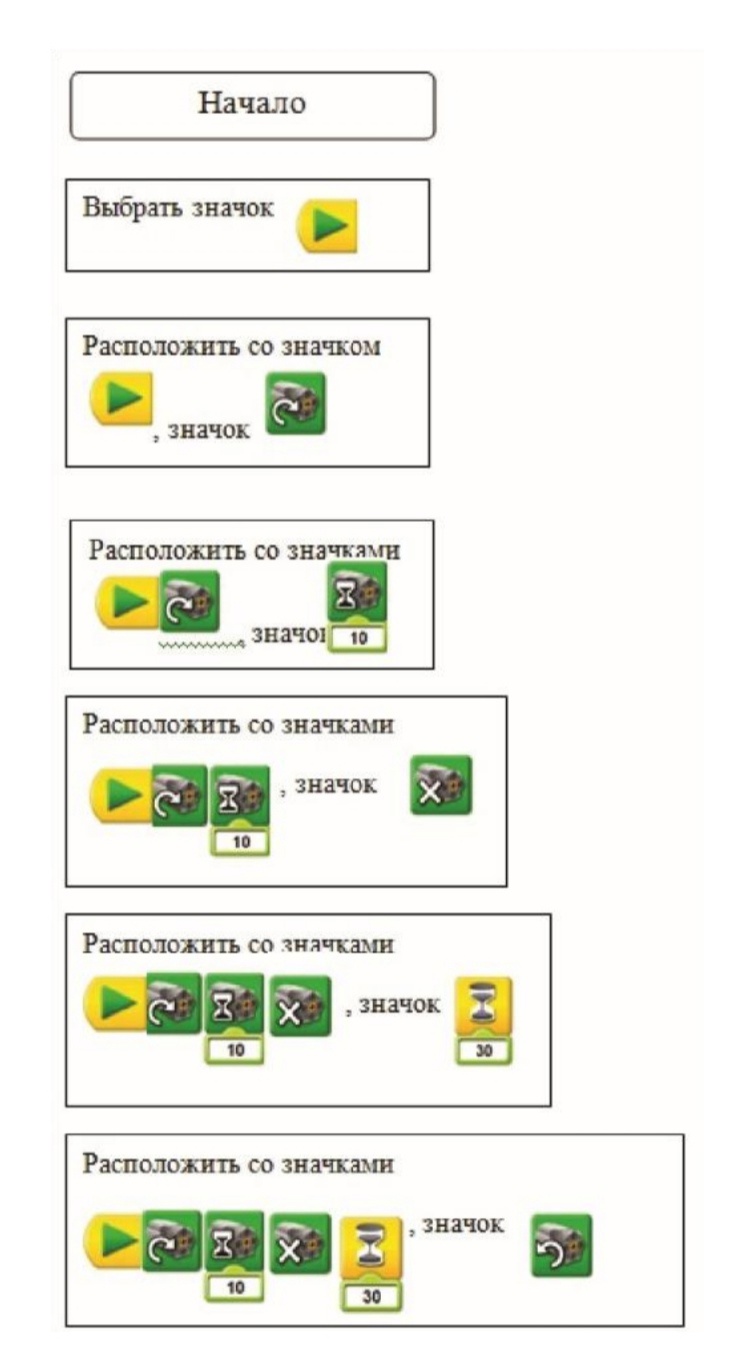 Начало
Выбрать значок
Расположить со значком
, значок
Расположить со значками
, значок
10
Расположить со значками
, значок
10
Расположить со значками
, значок
10
30
Расположить со значками
, значок
10
30